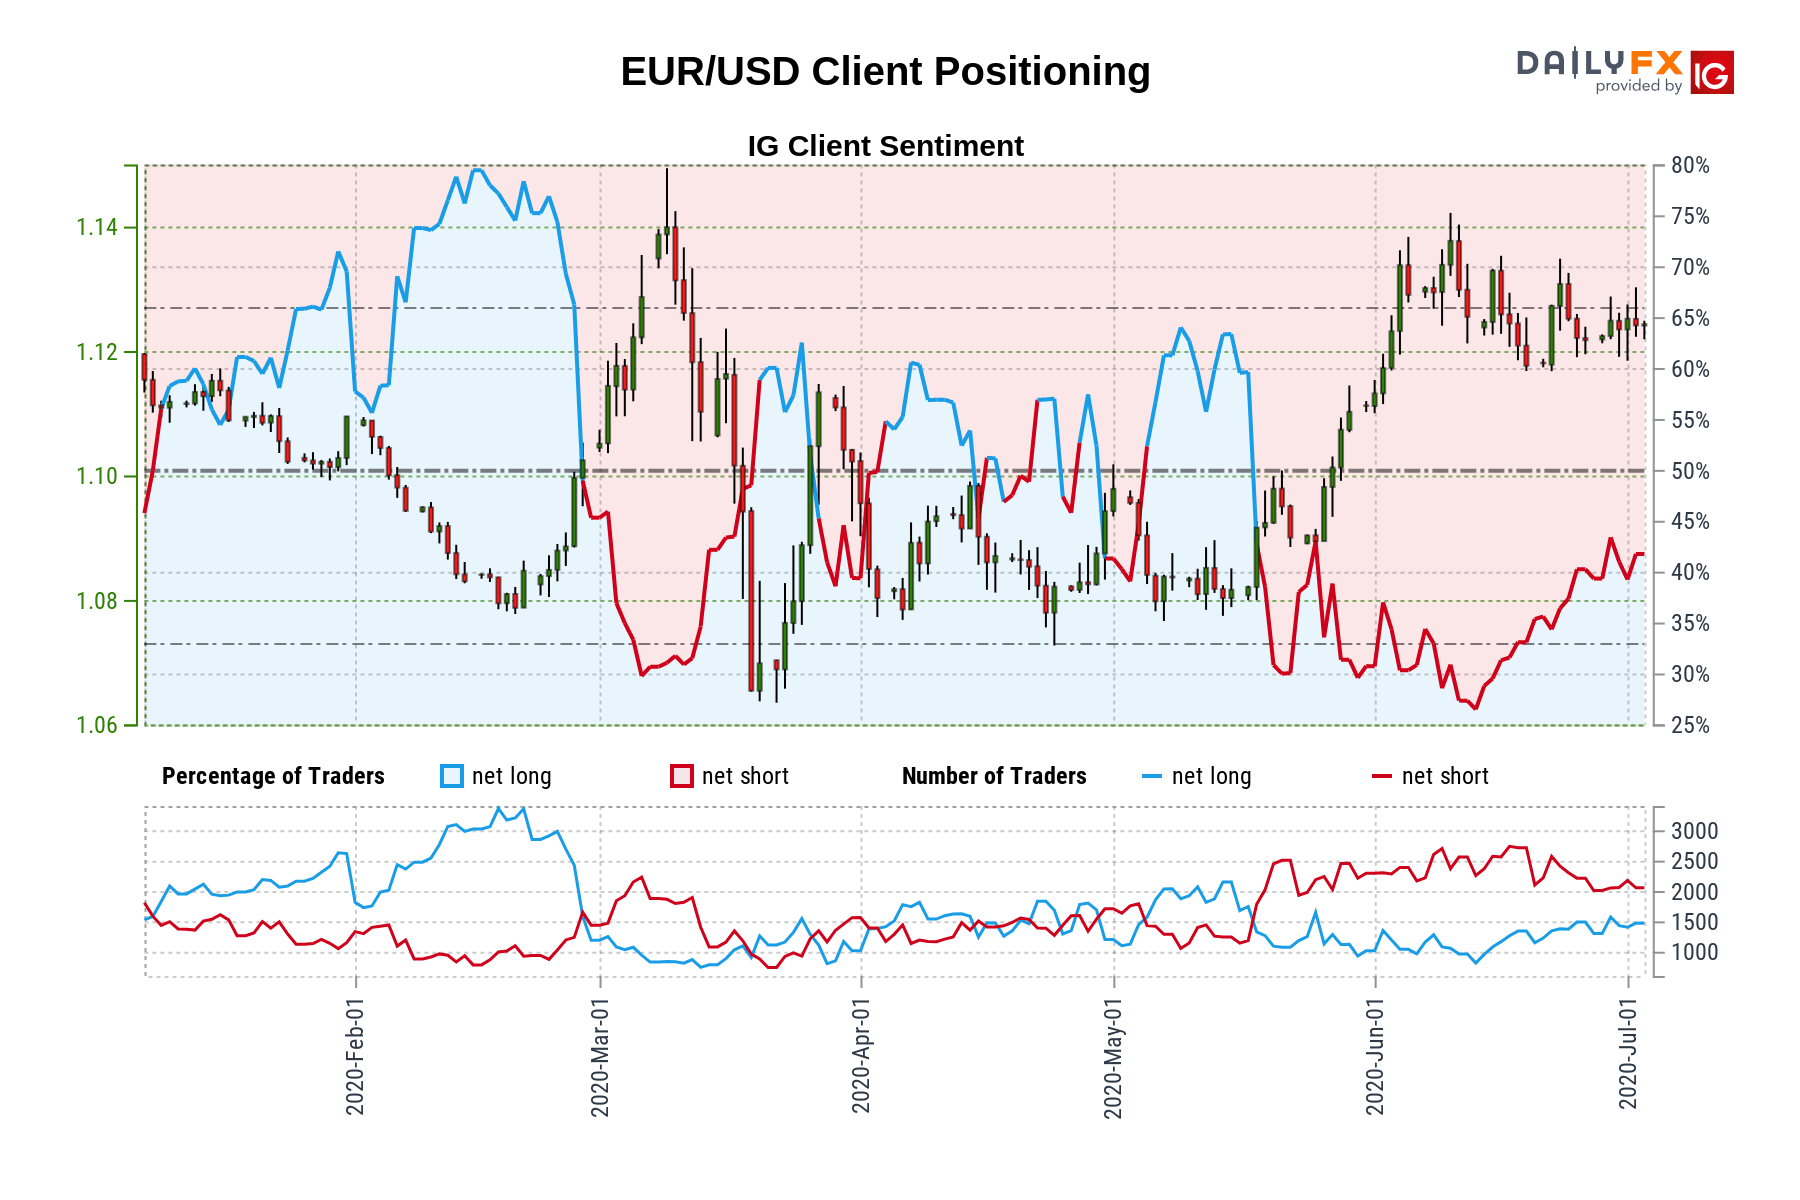 EUR/USD Client Positioning
DAILYFX
provided by IG
IG Client Sentiment
1.14
1.12
1.10
1.08
1.06
80%
75%
70%
65%
60%
55%
50%
45%
40%
35%
30%
25%
Percentage of Traders net long net short Number of Traders net long net short
3000
2500
2000
1500
1000
2020-Feb-01
2020-Mar-01
2020-Apr-01
2020-May-01
2020-Jun-01
2020-Jul-01